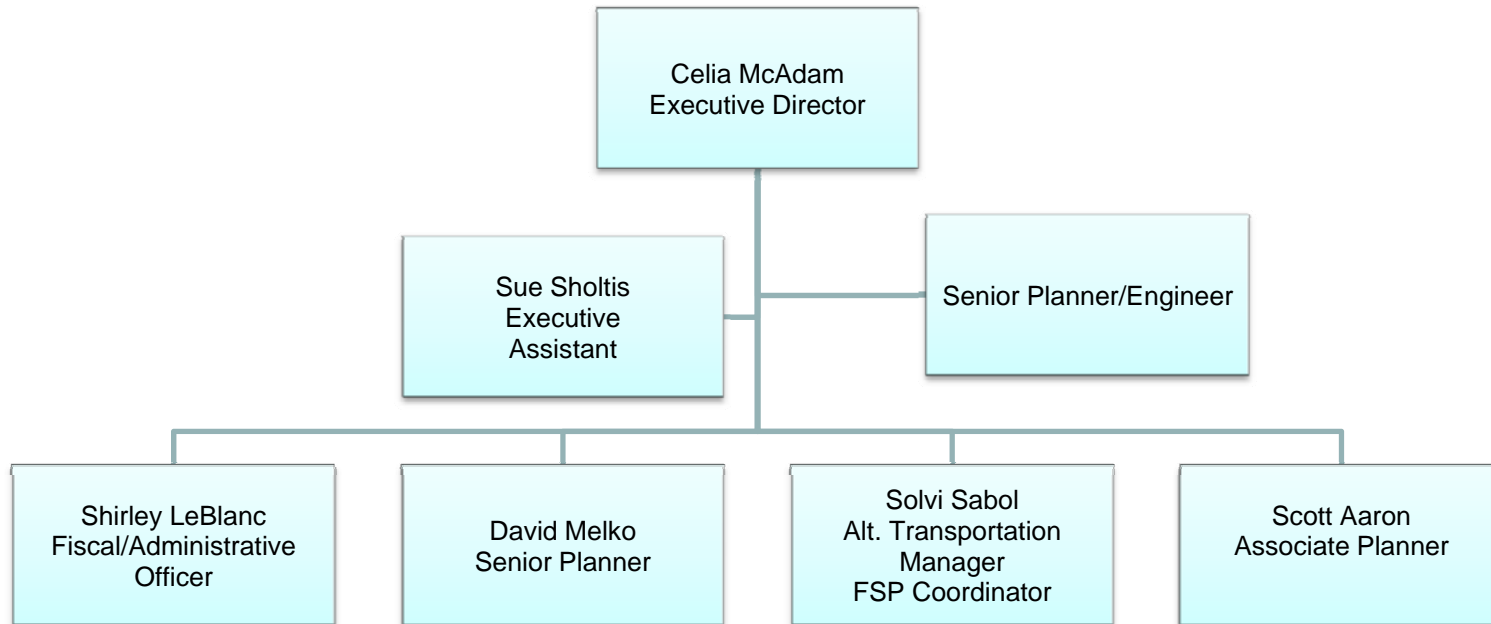 Celia McAdam
Executive Director
Sue Sholtis
Executive
Assistant
Senior Planner/Engineer
Shirley LeBlanc
Fiscal/Administrative
Officer
David Melko
Senior Planner
Solvi Sabol
Alt. Transportation
Manager
FSP Coordinator
Scott Aaron
Associate Planner